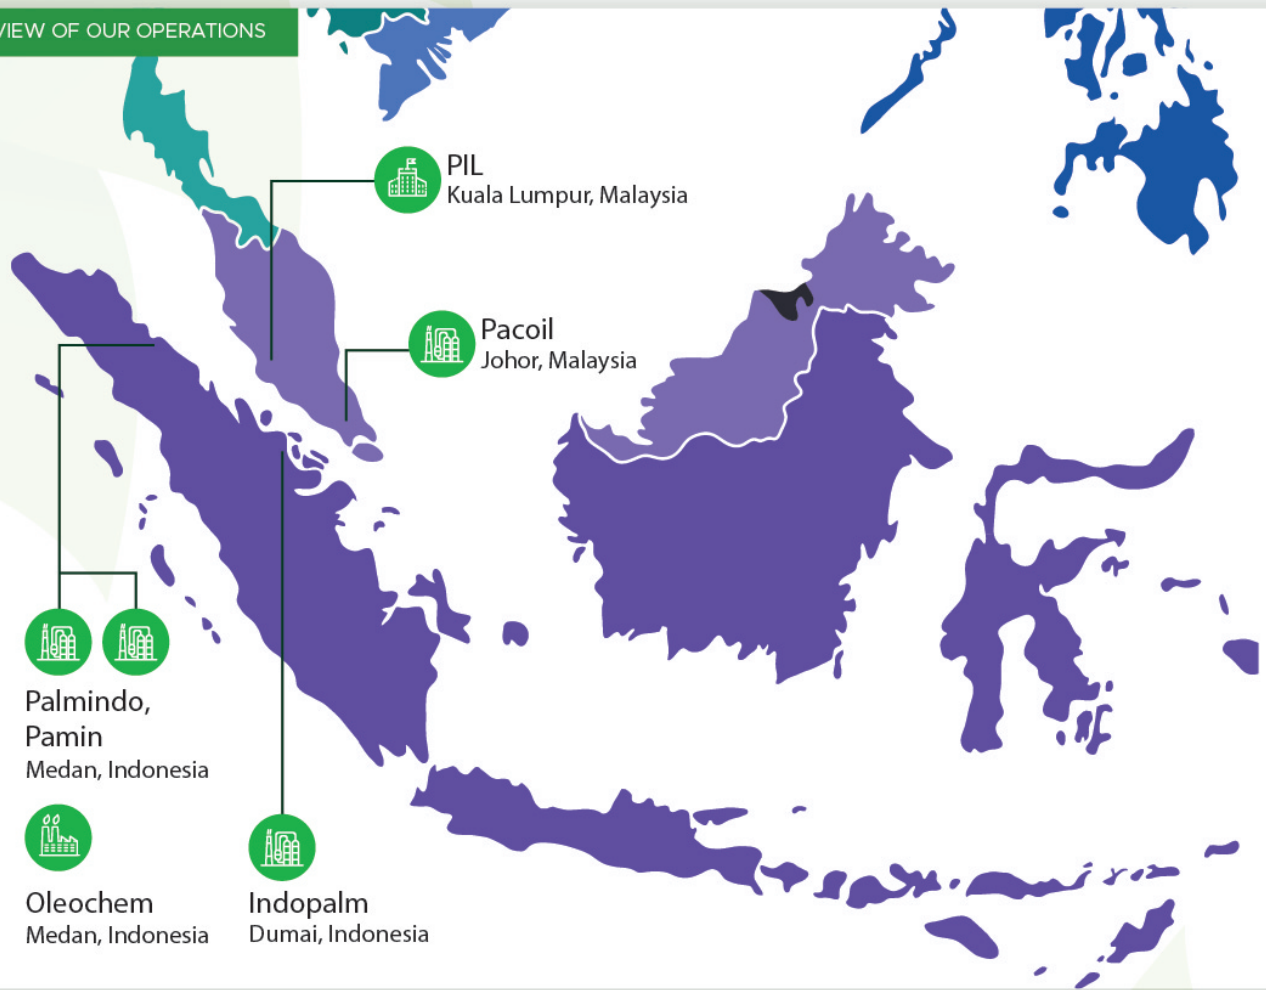 VIEW OF OUR OPERATIONS
PIL
Kuala Lumpur, Malaysia
Pacoil
Johor, Malaysia
Palmindo,
Pamin
Medan, Indonesia
Oleochem
Medan, Indonesia
Indopalm
Dumai, Indonesia